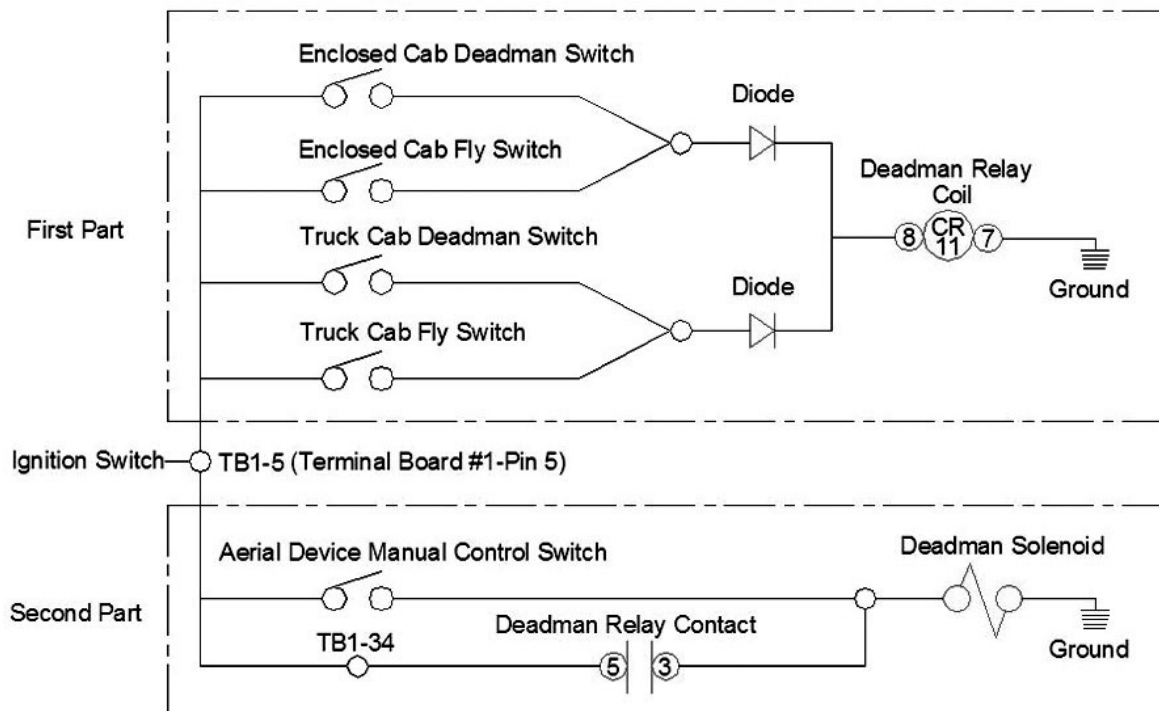 Enclosed Cab Deadman Switch
Diode
Enclosed Cab Fly Switch
Deadman Relay
Coil
First Part
Truck Cab Deadman Switch
8
CR
11
7
Diode
Ground
Truck Cab Fly Switch
Ignition Switch
TB1-5 (Terminal Board #1-Pin 5)
Aerial Device Manual Control Switch
Deadman Solenoid
Second Part
Deadman Relay Contact
TB1-34
Ground
5
3